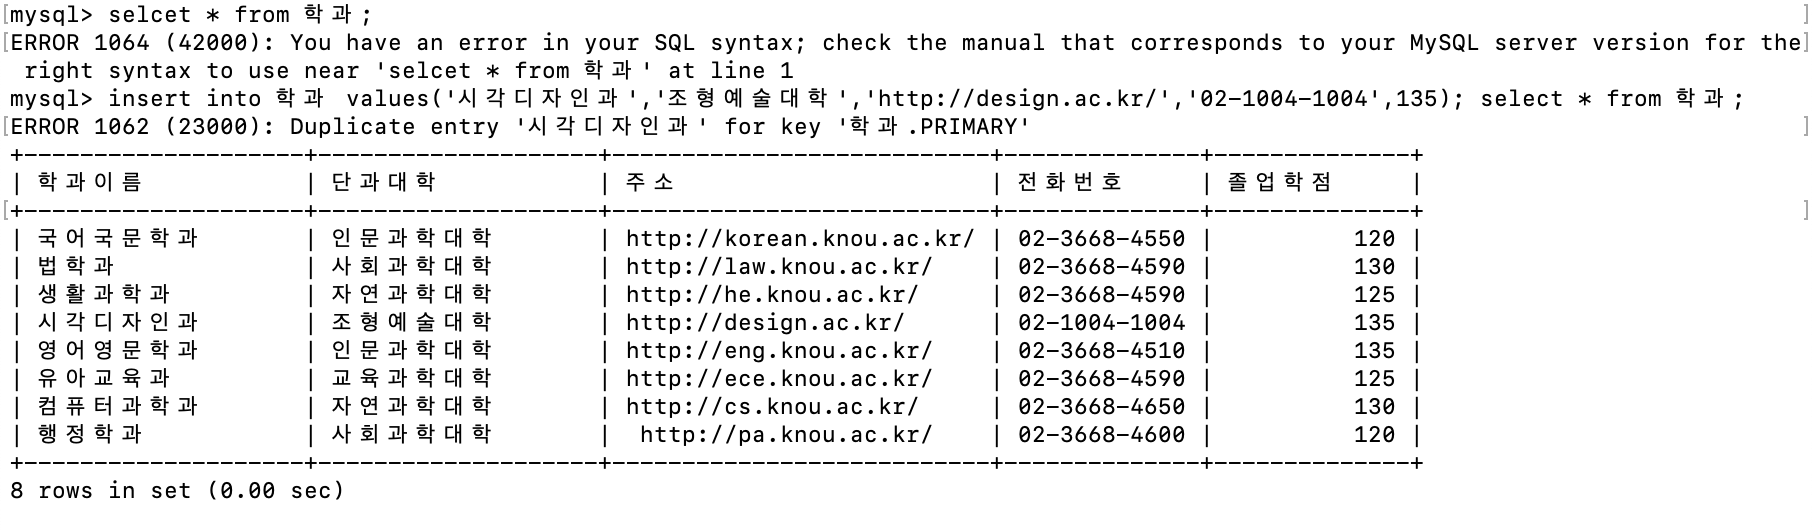 mysql> selcet * from 학과;
ERROR 1064 (42000): You have an error in your SQL syntax; check the manual that corresponds to your MySQL server version for the
 right syntax to use near 'selcet * from 학과' at line 1
mysql> insert into 학과  values('시각디자인과','조형예술대학','http://design.ac.kr/','02-1004-1004',135); select * from 학과;
ERROR 1062 (23000): Duplicate entry '시각디자인과' for key '학과.PRIMARY'
+--------------------+--------------------+---------------------------+--------------+--------------+
| 학과이름 | 단과대학 | 주소 | 전화번호 | 졸업학점 |
+--------------------+--------------------+---------------------------+--------------+--------------+
| 국어국문학과 | 인문과학대학 | http://korean.knou.ac.kr/ | 02-3668-4550 | 120 |
| 법학과 | 사회과학대학 | http://law.knou.ac.kr/ | 02-3668-4590 | 130 |
| 생활과학과 | 자연과학대학 | http://he.knou.ac.kr/ | 02-3668-4590 | 125 |
| 시각디자인과 | 조형예술대학 | http://design.ac.kr/ | 02-1004-1004 | 135 |
| 영어영문학과 | 인문과학대학 | http://eng.knou.ac.kr/ | 02-3668-4510 | 135 |
| 유아교육과 | 교육과학대학 | http://ece.knou.ac.kr/ | 02-3668-4590 | 125 |
| 컴퓨터과학과 | 자연과학대학 | http://cs.knou.ac.kr/ | 02-3668-4650 | 130 |
| 행정학과 | 사회과학대학 |  http://pa.knou.ac.kr/ | 02-3668-4600 | 120 |
+--------------------+--------------------+---------------------------+--------------+--------------+
8 rows in set (0.00 sec)